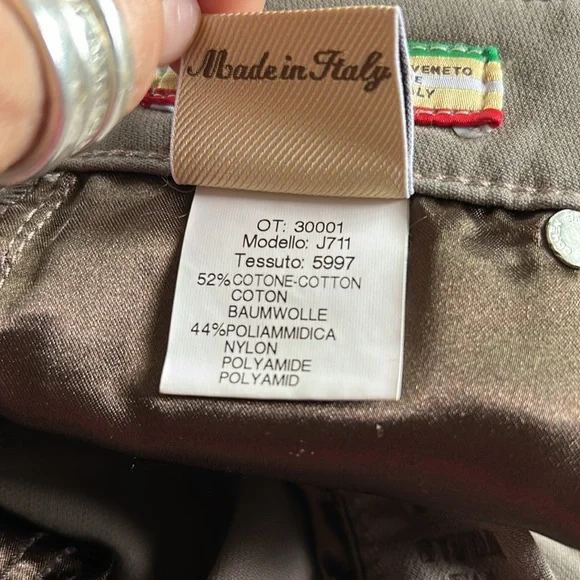 Made in Italy
VENETO
LY
OT: 30001
Modello: J711
Tessuto: 5997
52%COTONE-COTTON
COTON
BAUMWOLLE
44%POLIAMMIDICA
NYLON
POLYAMIDE
POLYAMID